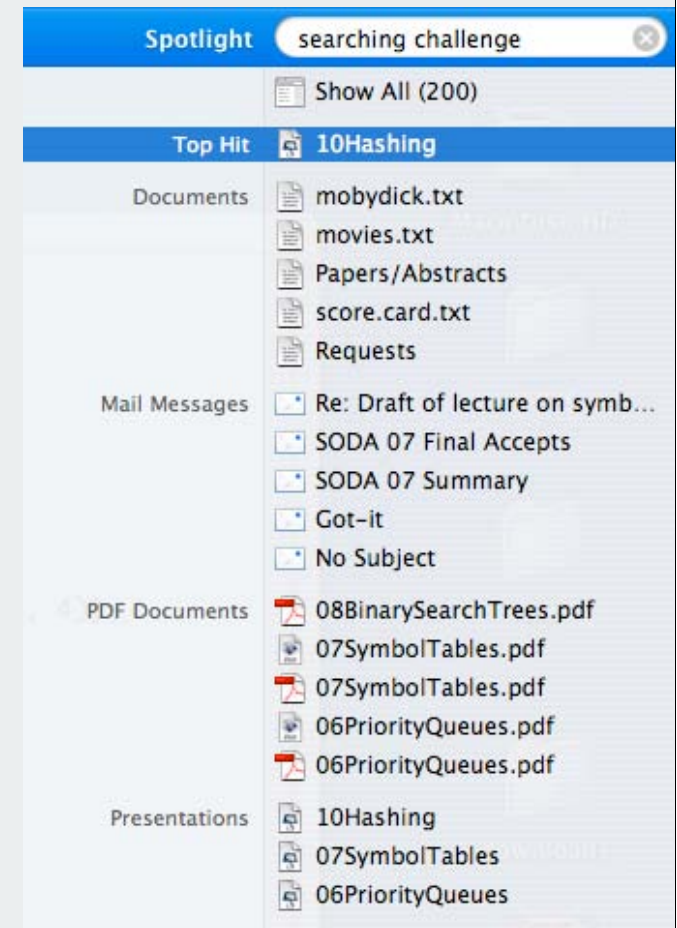 Spotlight searching challenge
Show All (200)
Top Hit 10Hashing
Documents mobydick.txt
movies.txt
Papers/Abstracts
score.card.txt
Requests
Mail Messages Re: Draft of lecture on symb...
SODA 07 Final Accepts
SODA 07 Summary
Got-it
No Subject
PDF Documents 08BinarySearchTrees.pdf
07SymbolTables.pdf
07SymbolTables.pdf
06PriorityQueues.pdf
06PriorityQueues.pdf
Presentations 10Hashing
07SymbolTables
06PriorityQueues